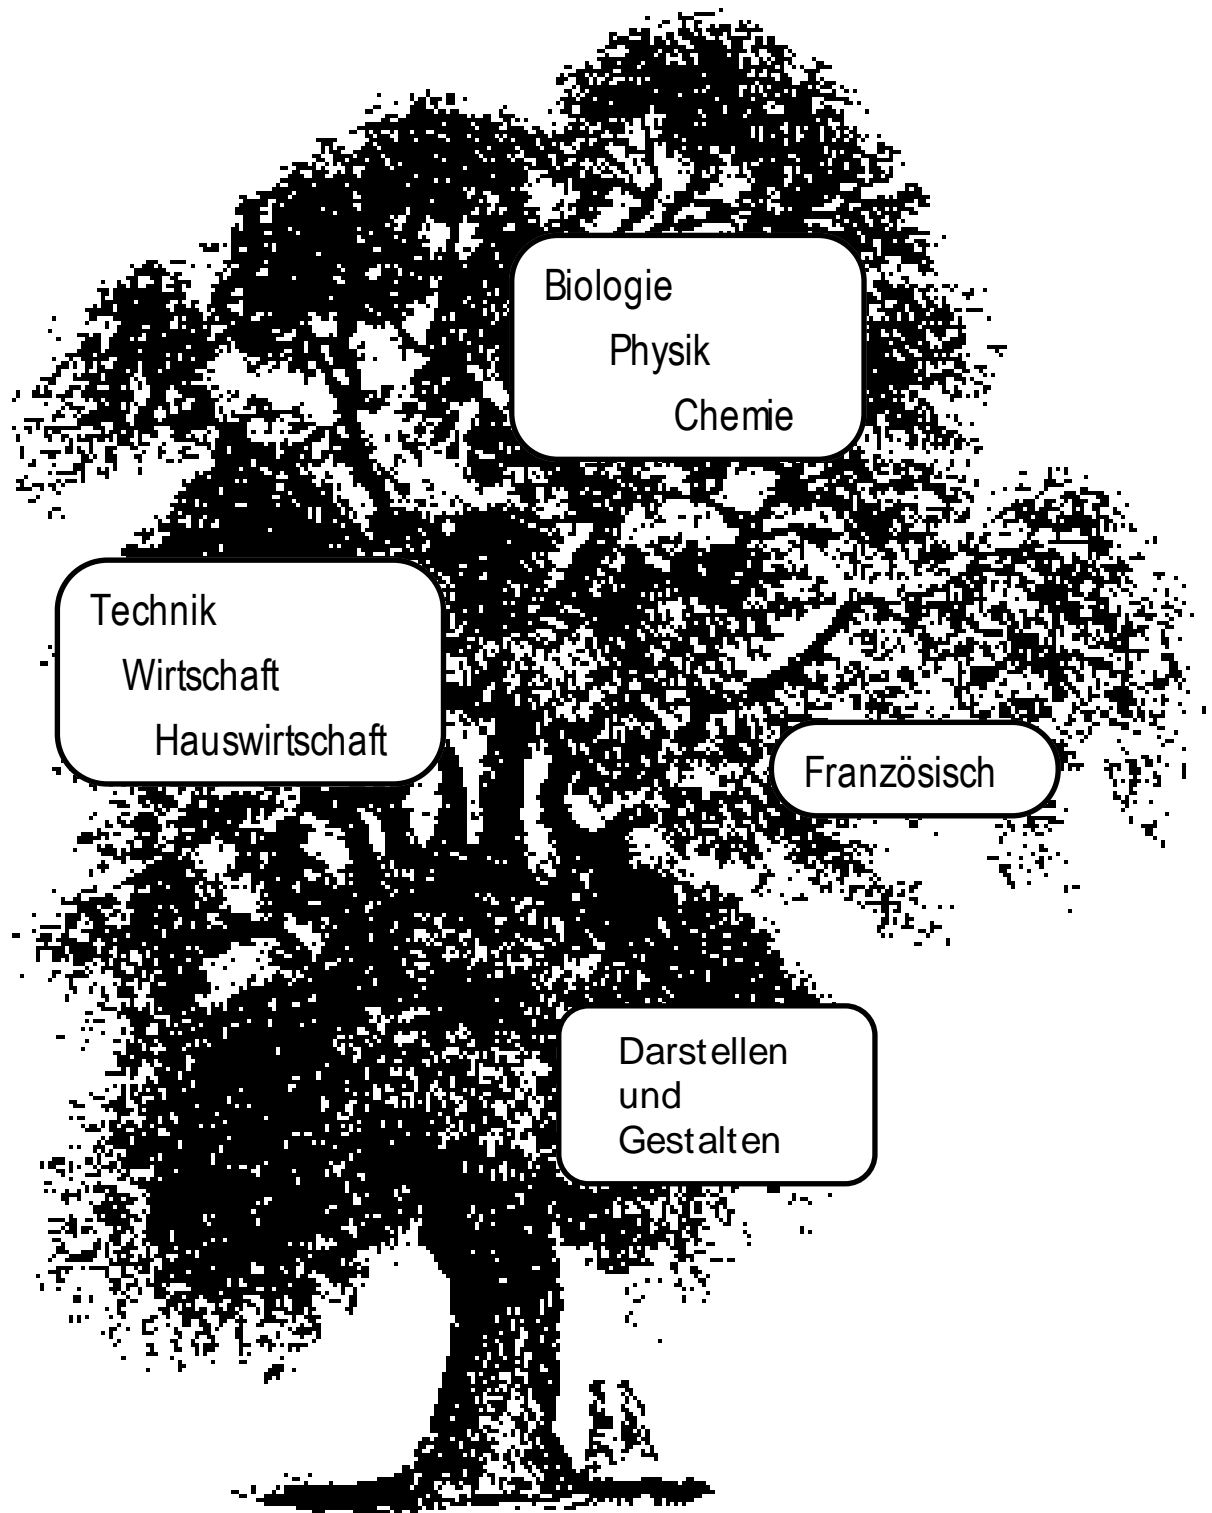 Biologie
Physik
Chemie
Technik
Wirtschaft
Hauswirtschaft
Französisch
Darstellen
und
Gestalten